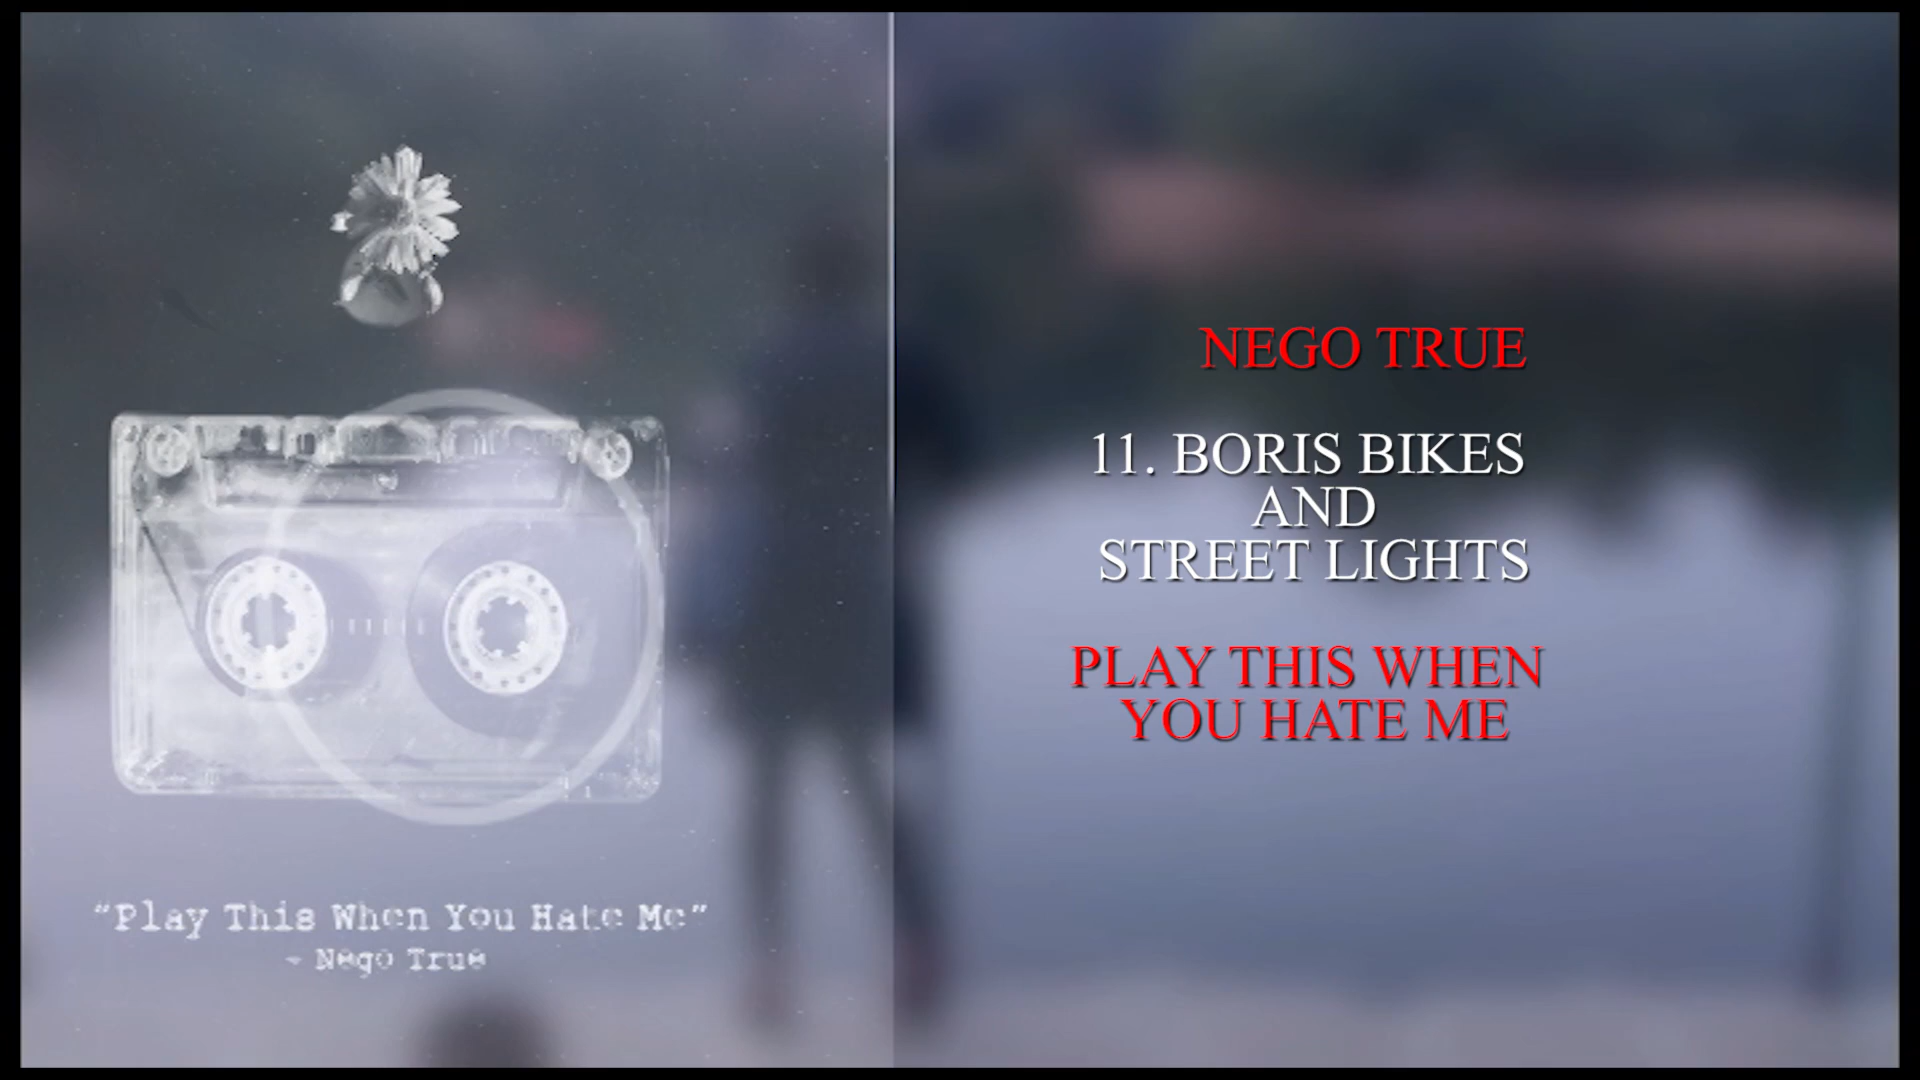 "Play This When You Hate Me"
- Nego True
NEGO TRUE
11. BORIS BIKES
AND
STREET LIGHTS
PLAY THIS WHEN
YOU HATE ME